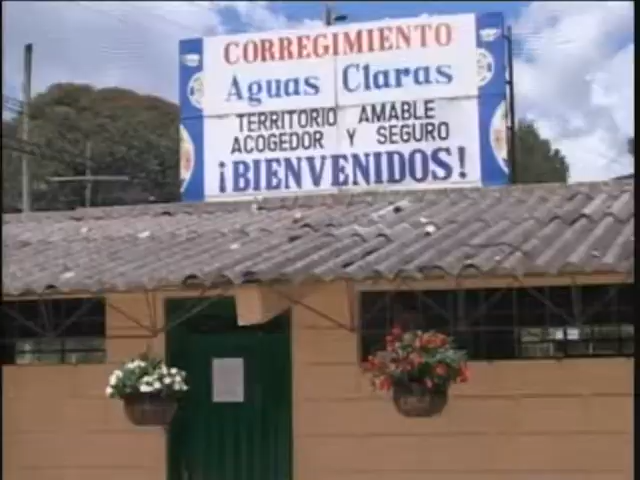 CORREGIMIENTO
Aguas Claras
TERRITORIO AMABLE
ACOGEDOR Y SEGURO
¡BIENVENIDOS!